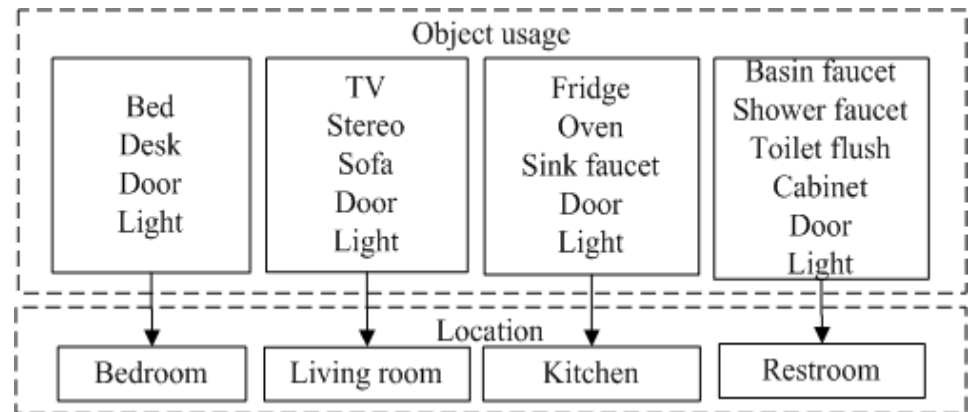 Object usage
Bed
Desk
Door
Light
TV
Stereo
Sofa
Door
Light
Fridge
Oven
Sink faucet
Door
Light
Basin faucet
Shower faucet
Toilet flush
Cabinet
Door
Light
Location
Bedroom
Living room
Kitchen
Restroom